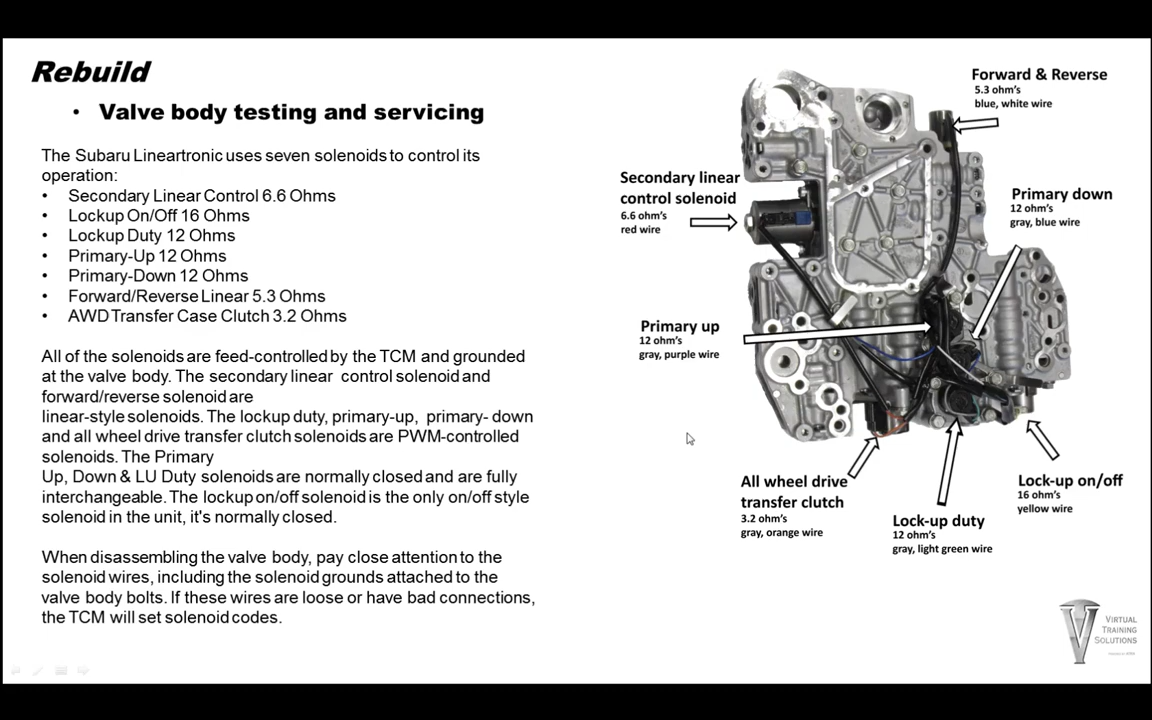 Rebuild
• Valve body testing and servicing
The Subaru Lineartronic uses seven solenoids to control its
operation:
• Secondary Linear Control 6.6 Ohms
• Lockup On/Off 16 Ohms
• Lockup Duty 12 Ohms
• Primary-Up 12 Ohms
• Primary-Down 12 Ohms
• Forward/Reverse Linear 5.3 Ohms
• AWD Transfer Case Clutch 3.2 Ohms
All of the solenoids are feed-controlled by the TCM and grounded
at the valve body. The secondary linear control solenoid and
forward/reverse solenoid are
linear-style solenoids. The lockup duty, primary-up, primary- down
and all wheel drive transfer clutch solenoids are PWM-controlled
solenoids. The Primary
Up, Down & LU Duty solenoids are normally closed and are fully
interchangeable. The lockup on/off solenoid is the only on/off style
solenoid in the unit, it's normally closed.
When disassembling the valve body, pay close attention to the
solenoid wires, including the solenoid grounds attached to the
valve body bolts. If these wires are loose or have bad connections,
the TCM will set solenoid codes.
Forward & Reverse
5.3 ohm's
blue, white wire
Secondary linear
control solenoid
6.6 ohm's
red wire
Primary down
12 ohm's
gray, blue wire
Primary up
12 ohm's
gray, purple wire
All wheel drive
transfer clutch
3.2 ohm's
gray, orange wire
Lock-up duty
12 ohm's
gray, light green wire
Lock-up on/off
16 ohm's
yellow wire
VIRTUAL
TRAINING
SOLUTIONS